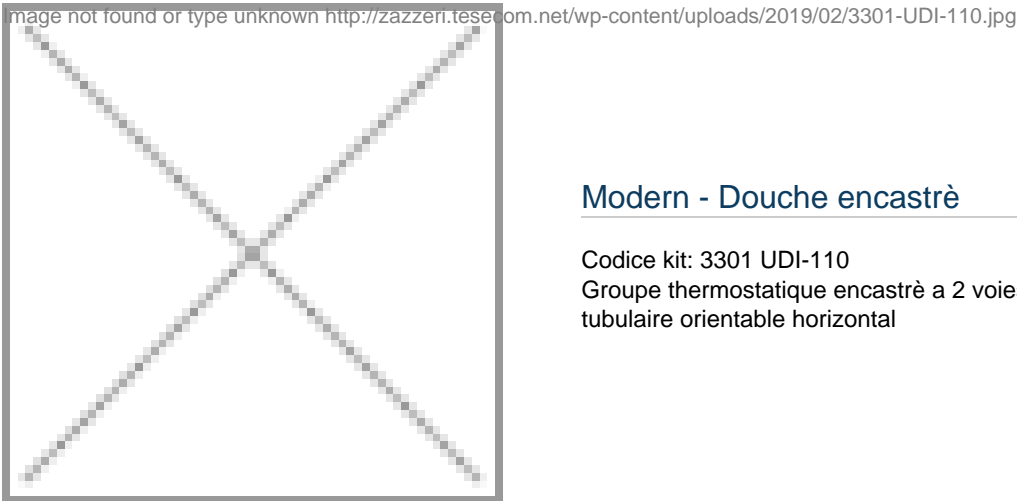 Image not found or type unknown http://zazzeri.tesecom.net/wp-content/uploads/2019/02/3301-UDI-110.jpg
Modern - Douche encastrè
Codice kit: 3301 UDI-110
Groupe thermostatique encastrè a 2 voies
tubulaire orientable horizontal